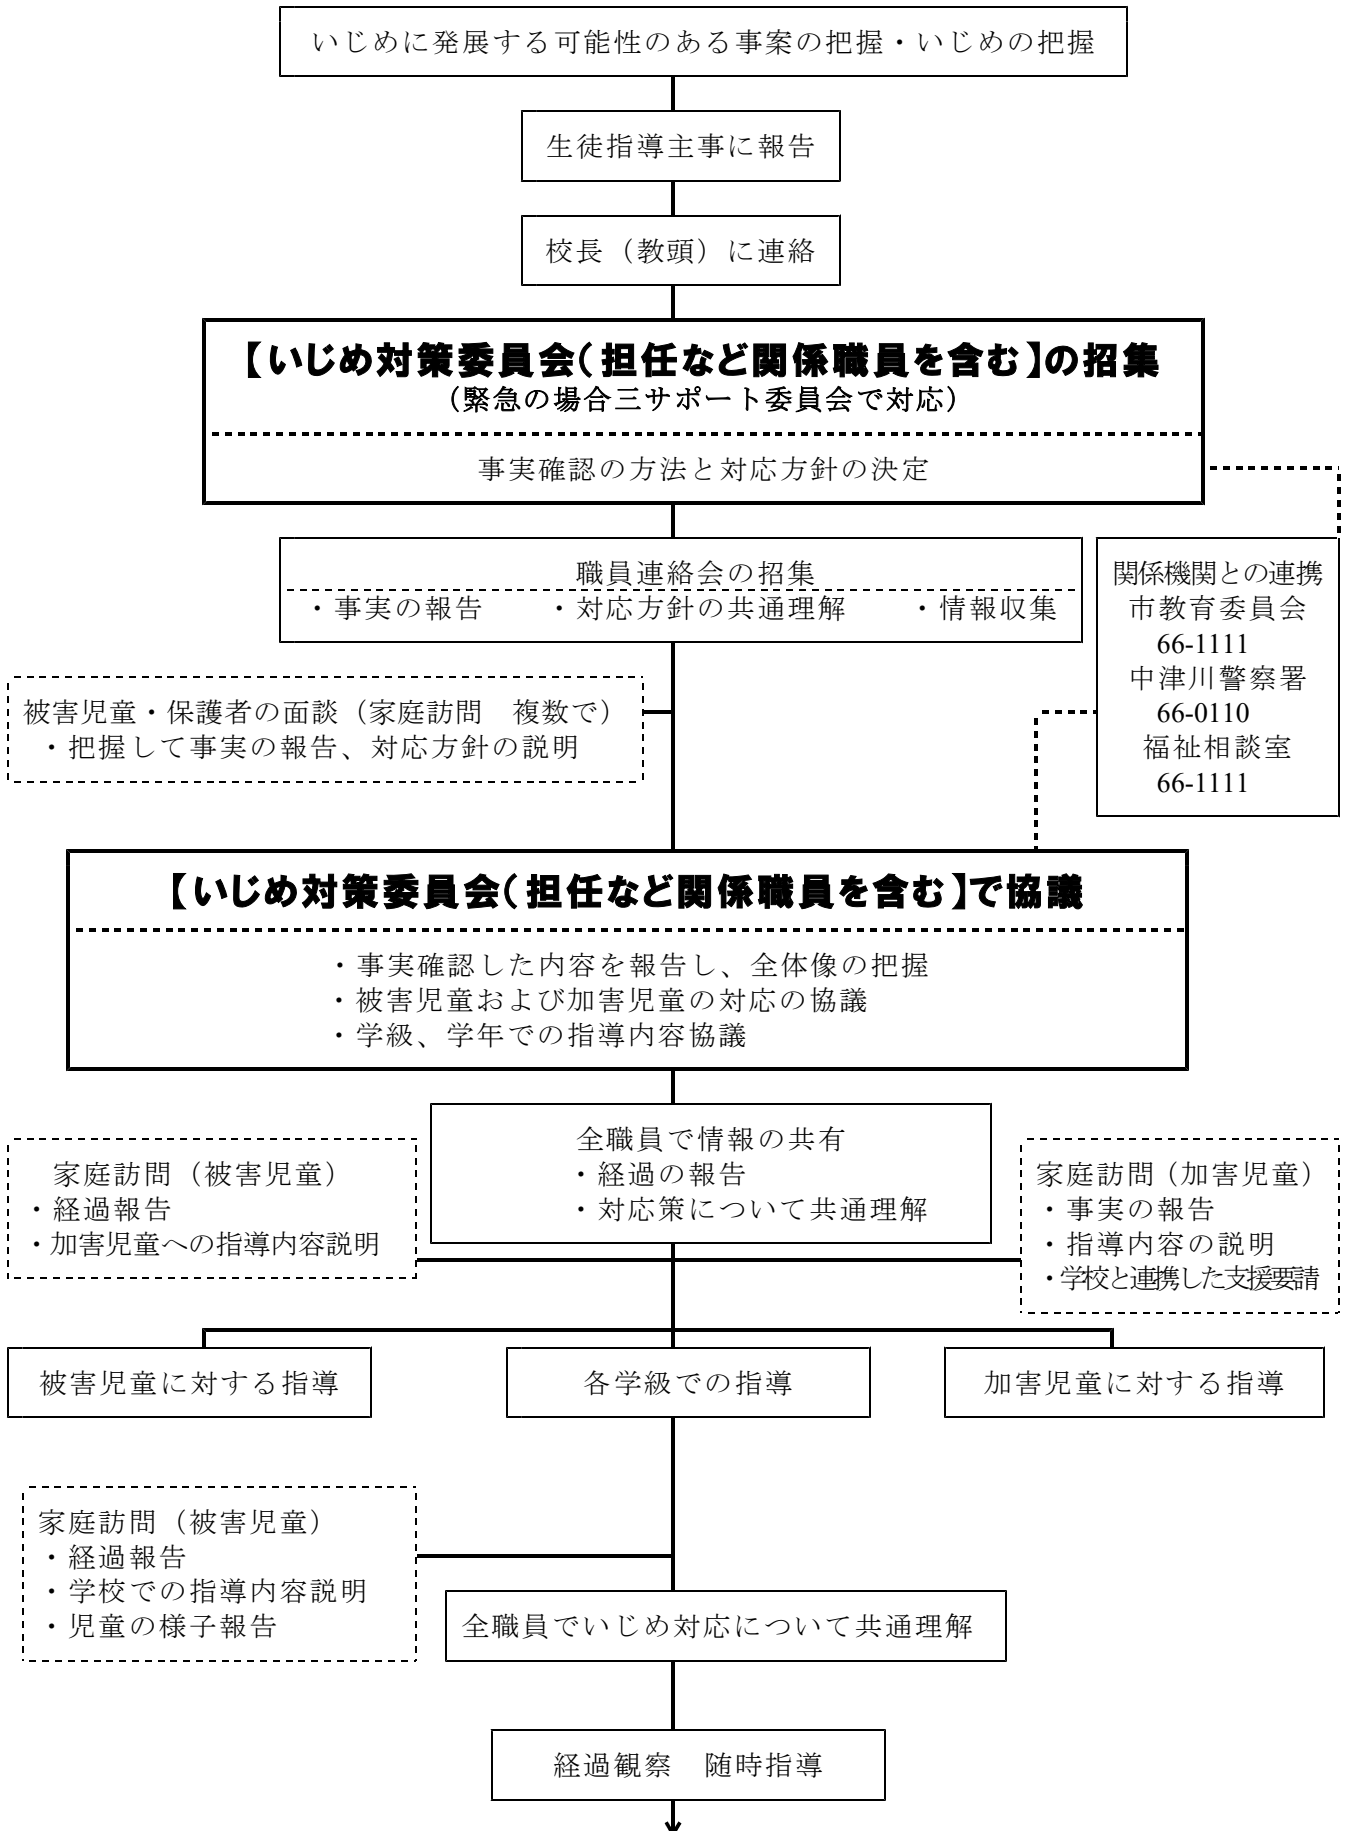 いじめに発展する可能性のある事案の把握・いじめの把握
生徒指導主事に報告
校長（教頭）に連絡
【いじめ対策委員会（担任など関係職員を含む】の招集
（緊急の場合三サポート委員会で対応）
事実確認の方法と対応方針の決定
職員連絡会の招集
・事実の報告　　・対応方針の共通理解　　・情報収集
関係機関との連携
市教育委員会
66-1111
中津川警察署
66-0110
福祉相談室
66-1111
被害児童・保護者の面談（家庭訪問　複数で）
・把握して事実の報告、対応方針の説明
【いじめ対策委員会（担任など関係職員を含む】で協議
・事実確認した内容を報告し、全体像の把握
・被害児童および加害児童の対応の協議
・学級、学年での指導内容協議
全職員で情報の共有
・経過の報告
・対応策について共通理解
家庭訪問（被害児童）
・経過報告
・加害児童への指導内容説明
家庭訪問（加害児童）
・事実の報告
・指導内容の説明
・学校と連携した支援要請
被害児童に対する指導
各学級での指導
加害児童に対する指導
家庭訪問（被害児童）
・経過報告
・学校での指導内容説明
・児童の様子報告
全職員でいじめ対応について共通理解
経過観察　随時指導